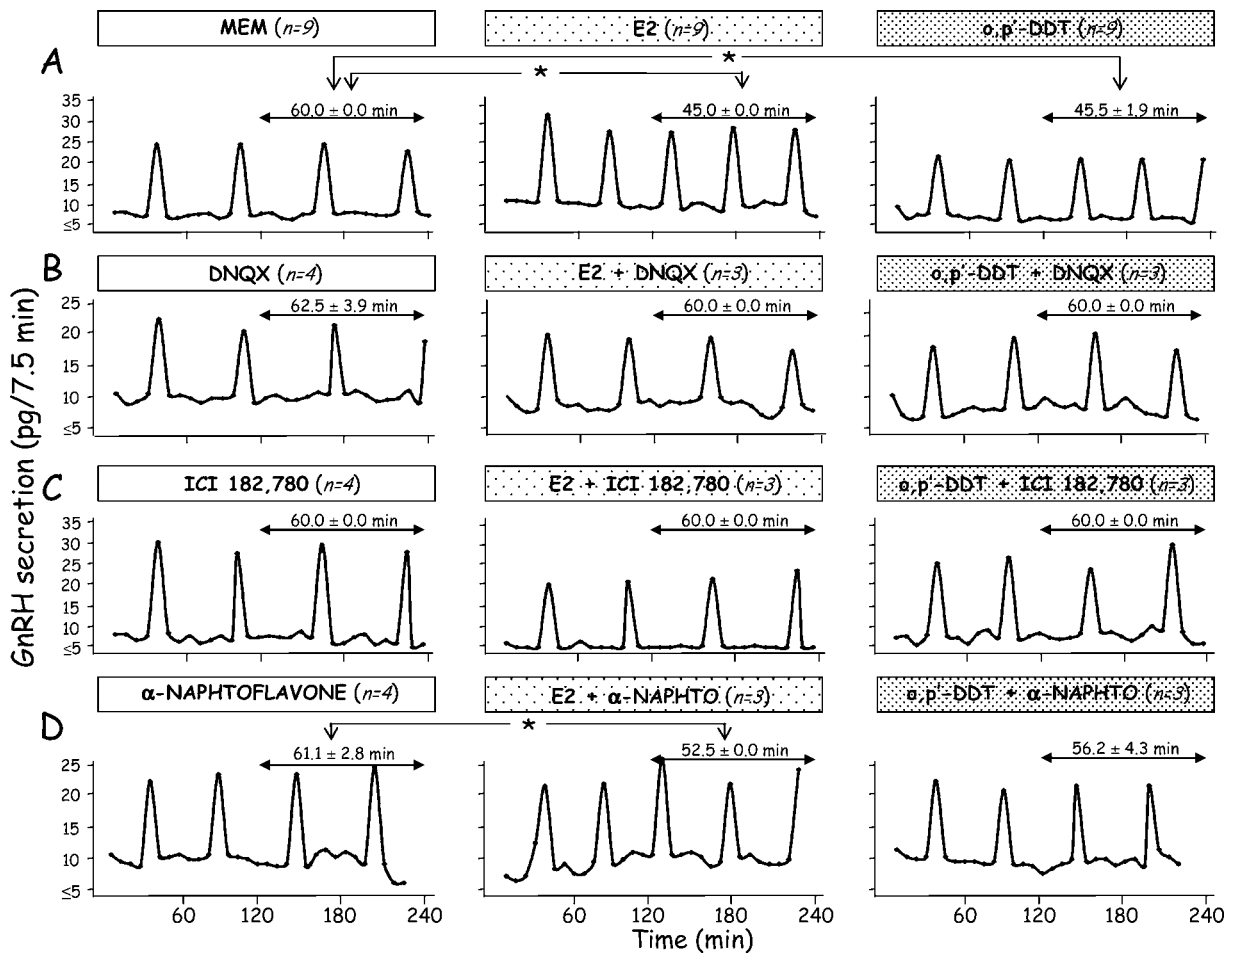 MEM (n=9) E2 (n=9) o,p'-DDT (n=9)
A
* *
60.0 ± 0.0 min 45.0 ± 0.0 min 45.5 ± 1.9 min
35
30
25
20
15
10
≤5
B
DNQX (n=4) E2 + DNQX (n=3) o,p'-DDT + DNQX (n=3)
62.5 ± 3.9 min 60.0 ± 0.0 min 60.0 ± 0.0 min
25
20
15
10
≤5
C
ICI 182,780 (n=4) E2 + ICI 182,780 (n=3) o,p'-DDT + ICI 182,780 (n=3)
60.0 ± 0.0 min 60.0 ± 0.0 min 60.0 ± 0.0 min
35
30
25
20
15
10
≤5
D
α-NAPHTOFLAVONE (n=4) E2 + α-NAPHTO (n=3) o,p'-DDT + α-NAPHTO (n=3)
*
61.1 ± 2.8 min 52.5 ± 0.0 min 56.2 ± 4.3 min
25
20
15
10
≤5
60 120 180 240 60 120 180 240 60 120 180 240
Time (min)
GnRH secretion (pg/7.5 min)